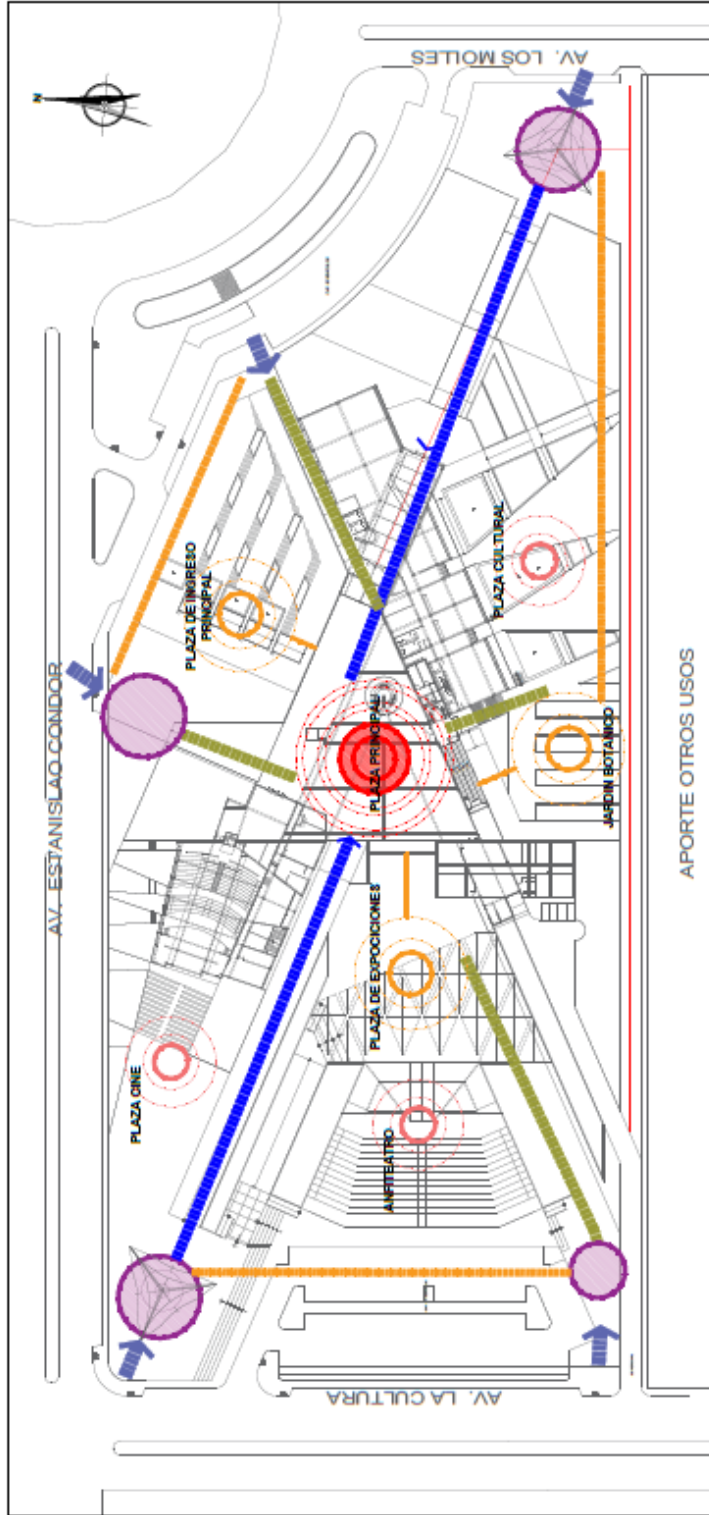 N
AV. LOS MOLLES
AV. ESTANISLAO CONDOR
PLAZA DE INGRESO
PRINCIPAL
PLAZA CULTURAL
PLAZA PRINCIPAL
JARDIN BOTANICO
APORTE OTROS USOS
PLAZA DE EXPOCICIONES
PLAZA CINE
ANFITEATRO
AV. LA CULTURA